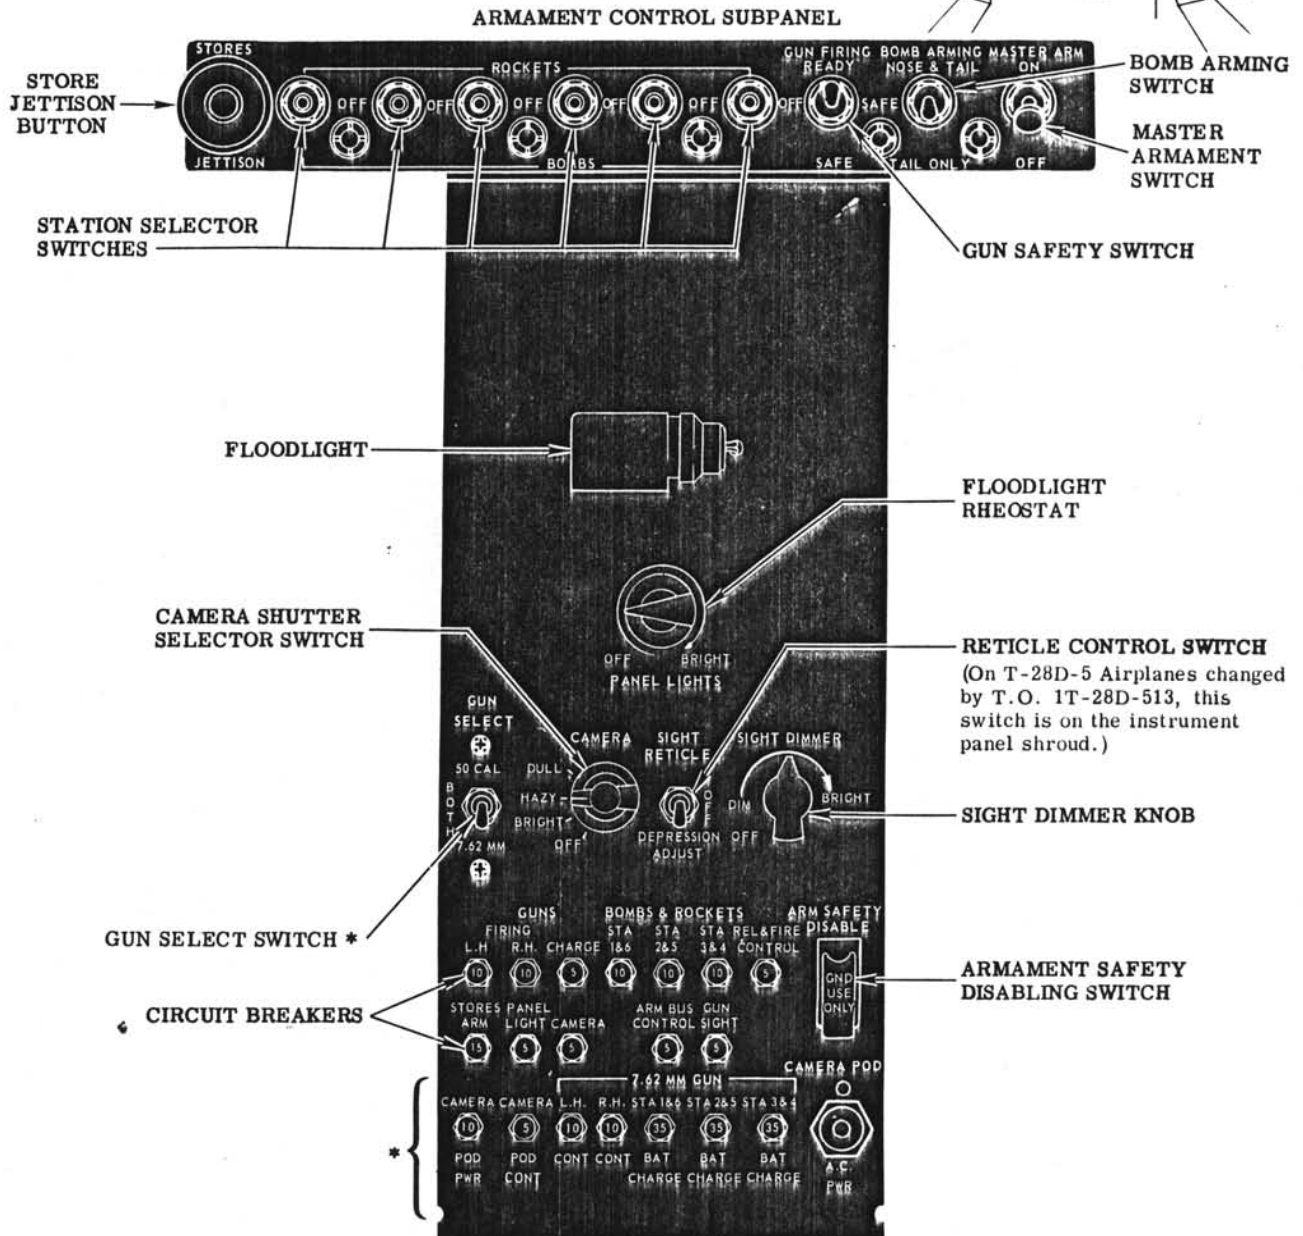 ARMAMENT CONTROL SUBPANEL
STORES
JETTISON
ROCKETS
OFF OFF OFF OFF OFF OFF
BOMBS
GUN FIRING
READY
SAFE
BOMB ARMING
NOSE & TAIL
SAFE
TAIL ONLY
MASTER ARM
ON
OFF
STORE
JETTISON
BUTTON
BOMB ARMING
SWITCH
MASTER
ARMAMENT
SWITCH
STATION SELECTOR
SWITCHES
GUN SAFETY SWITCH
FLOODLIGHT
FLOODLIGHT
RHEOSTAT
OFF BRIGHT
PANEL LIGHTS
CAMERA SHUTTER
SELECTOR SWITCH
RETICLE CONTROL SWITCH
(On T-28D-5 Airplanes changed
by T.O. 1T-28D-513, this
switch is on the instrument
panel shroud.)
GUN
SELECT
50 CAL
BOTH
7.62 MM
CAMERA
DULL
HAZY
BRIGHT
OFF
SIGHT
RETICLE
OFF
DEPRESSION
ADJUST
SIGHT DIMMER
DIM
BRIGHT
OFF
SIGHT DIMMER KNOB
GUN SELECT SWITCH *
CIRCUIT BREAKERS
GUNS BOMBS & ROCKETS
FIRING STA STA STA REL&FIRE
L.H R.H. CHARGE 1&6 2&5 3&4 CONTROL
10 10 5 10 10 10 5
ARM SAFETY
DISABLE
GND
USE
ONLY
ARMAMENT SAFETY
DISABLING SWITCH
STORES PANEL ARM BUS GUN
ARM LIGHT CAMERA CONTROL SIGHT
15 5 5 5 5
7.62 MM GUN
CAMERA CAMERA L.H. R.H. STA 1&6 STA 2&5 STA 3&4
10 5 10 10 35 35 35
POD POD CONT CONT BAT BAT BAT
PWR CONT CHARGE CHARGE CHARGE
*
CAMERA POD
A.C.
PWR